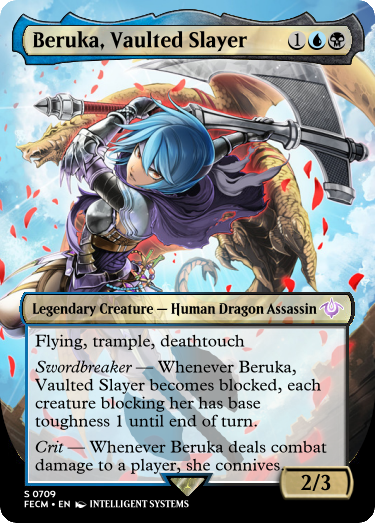 Beruka, Vaulted Slayer 1
Legendary Creature — Human Dragon Assassin
Flying, trample, deathtouch
Swordbreaker — Whenever Beruka,
Vaulted Slayer becomes blocked, each
creature blocking her has base
toughness 1 until end of turn.
Crit — Whenever Beruka deals combat
damage to a player, she connives.
2/3
S 0709
FECM • EN INTELLIGENT SYSTEMS